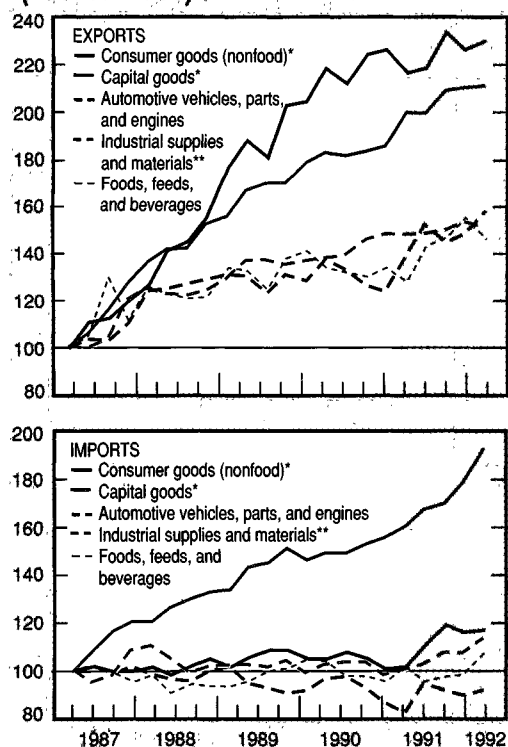 240
220
200
180
160
140
120
100
80
EXPORTS
Consumer goods (nonfood)*
Capital goods*
Automotive vehicles, parts,
and engines
Industrial supplies
and materials**
Foods, feeds,
and beverages
200
180
160
140
120
100
80
IMPORTS
Consumer goods (nonfood)*
Capital goods*
Automotive vehicles, parts, and engines
Industrial supplies and materials**
Foods, feeds, and
beverages
1987 1988 1989 1990 1991 1992